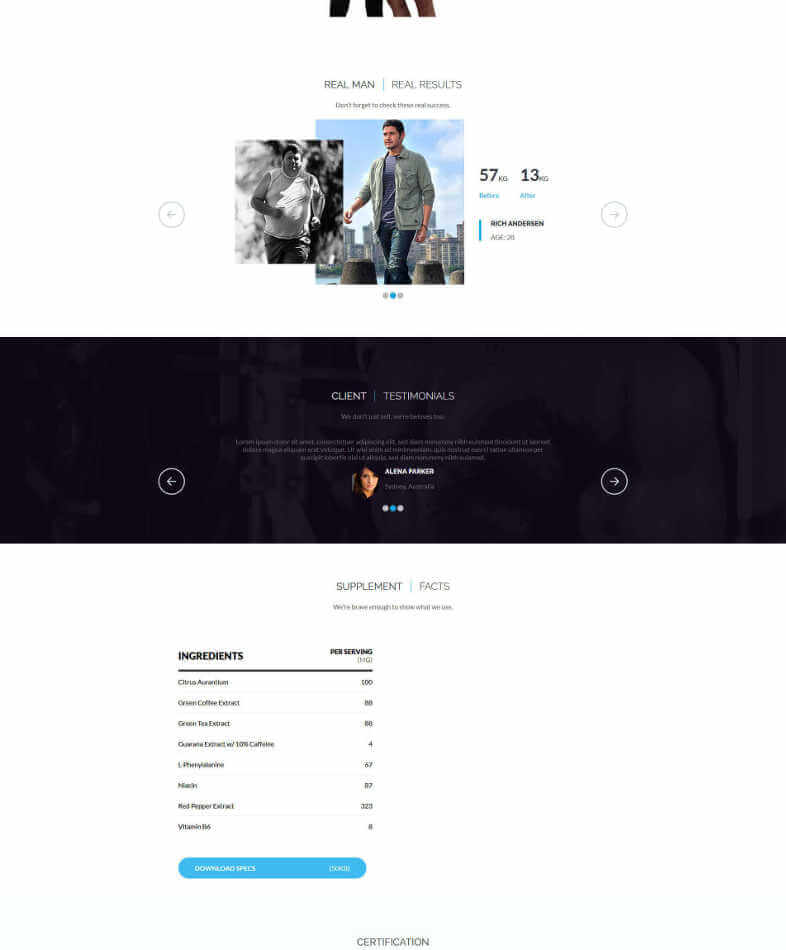 REAL MAN | REAL RESULTS
Don't forget to check these real success.
57 KG 13 KG
Before After
RICH ANDERSEN
AGE: 28
CLIENT | TESTIMONIALS
We don't just sell, we're believes too.
Lorem ipsum dolor sit amet, consectetuer adipiscing elit, sed diam nonummy nibh euismod tincidunt ut laoreet
dolore magna aliquam erat volutpat. Ut wisi enim ad minim veniam, quis nostrud exerci tation ullamcorper
suscipit lobortis nisl ut aliquip, sed diam nonummy nibh euismod.
ALENA PARKER
Sydney, Australia
SUPPLEMENT | FACTS
We're brave enough to show what we use.
INGREDIENTS PER SERVING
(MG)
Citrus Aurantium 100
Green Coffee Extract 88
Green Tea Extract 88
Guarana Extract w/ 10% Caffeine 4
L-Phenylalanine 67
Niacin 87
Red Pepper Extract 323
Vitamin B6 8
DOWNLOAD SPECS (50KB)
CERTIFICATION